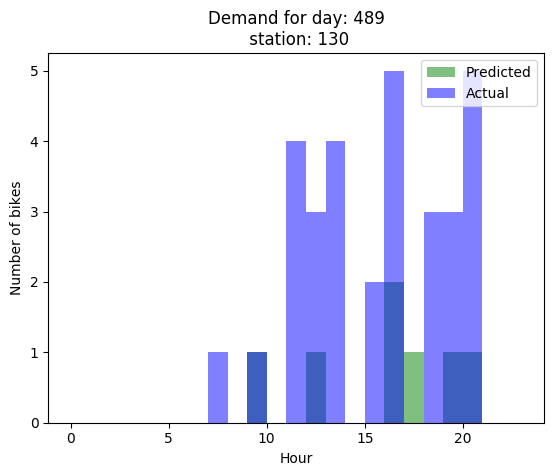 Demand for day: 489
station: 130
Predicted
Actual
Number of bikes
5
4
3
2
1
0
0 5 10 15 20
Hour